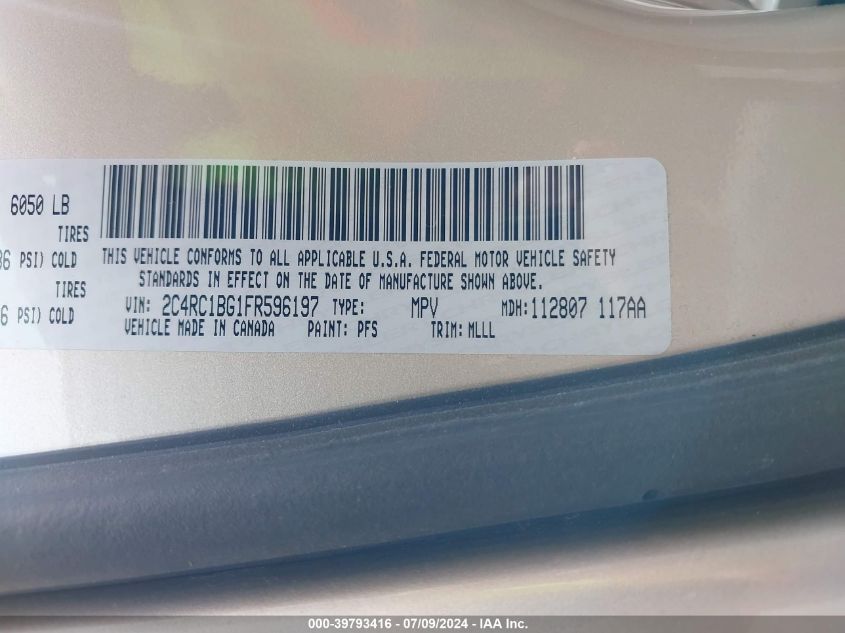 6050 LB
TIRES
THIS VEHICLE CONFORMS TO ALL APPLICABLE U.S.A. FEDERAL MOTOR VEHICLE SAFETY
PSI) COLD
STANDARDS IN EFFECT ON THE DATE OF MANUFACTURE SHOWN ABOVE.
TIRES
VIN: 2C4RC1BG1FR596197 TYPE: MPV MDH:112807 117AA
6 PSI) COLD
VEHICLE MADE IN CANADA PAINT: PFS TRIM:MLLL
000-39793416 - 07/09/2024 - IAA Inc.